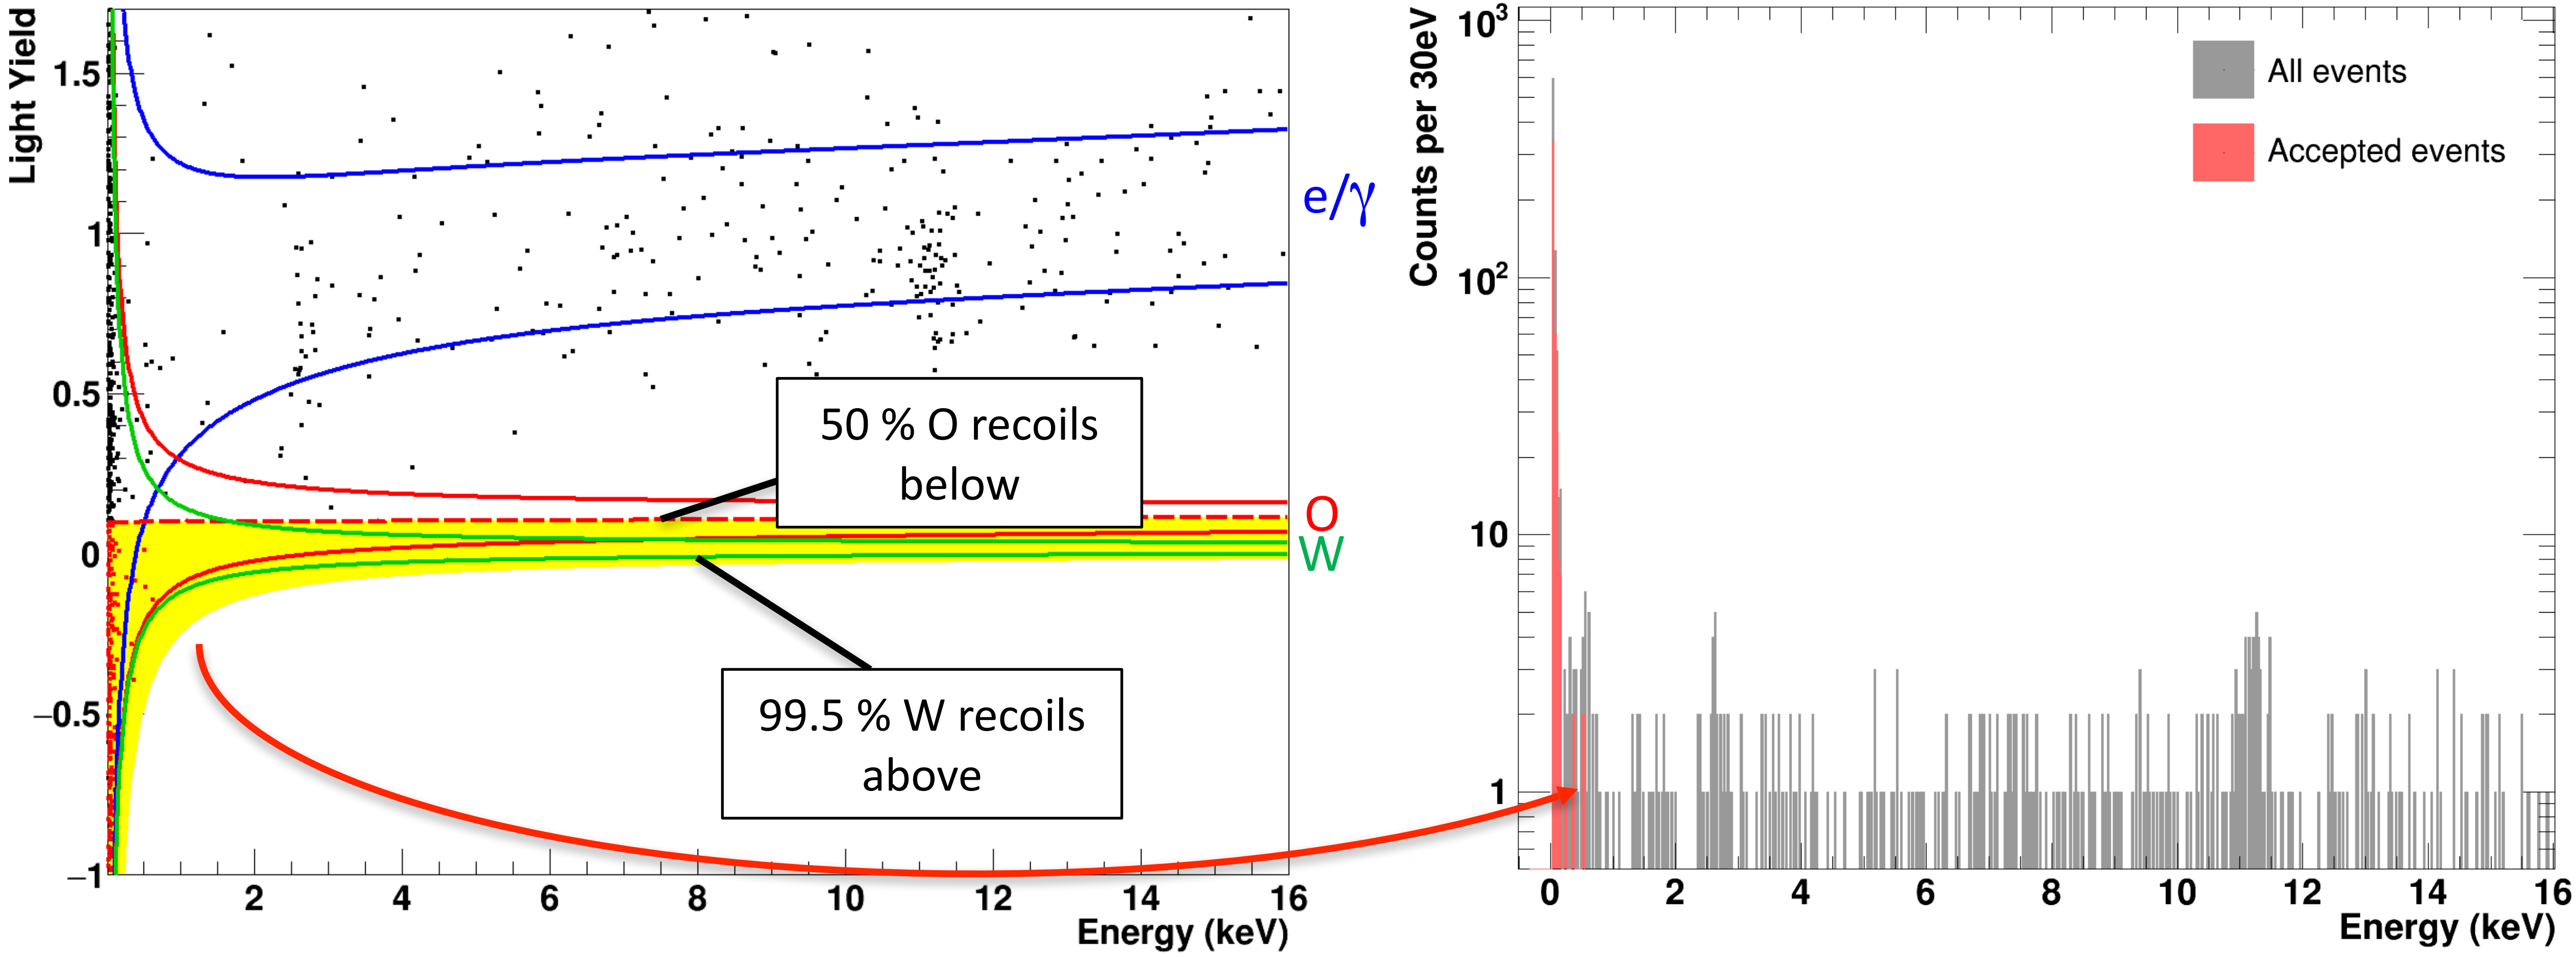 Light Yield
1.5
1
0.5
0
−0.5
−1
2 4 6 8 10 12 14 16
Energy (keV)
e/γ
O
W
50 % O recoils
below
99.5 % W recoils
above
Counts per 30eV
10³
10²
10
1
0 2 4 6 8 10 12 14 16
Energy (keV)
All events
Accepted events